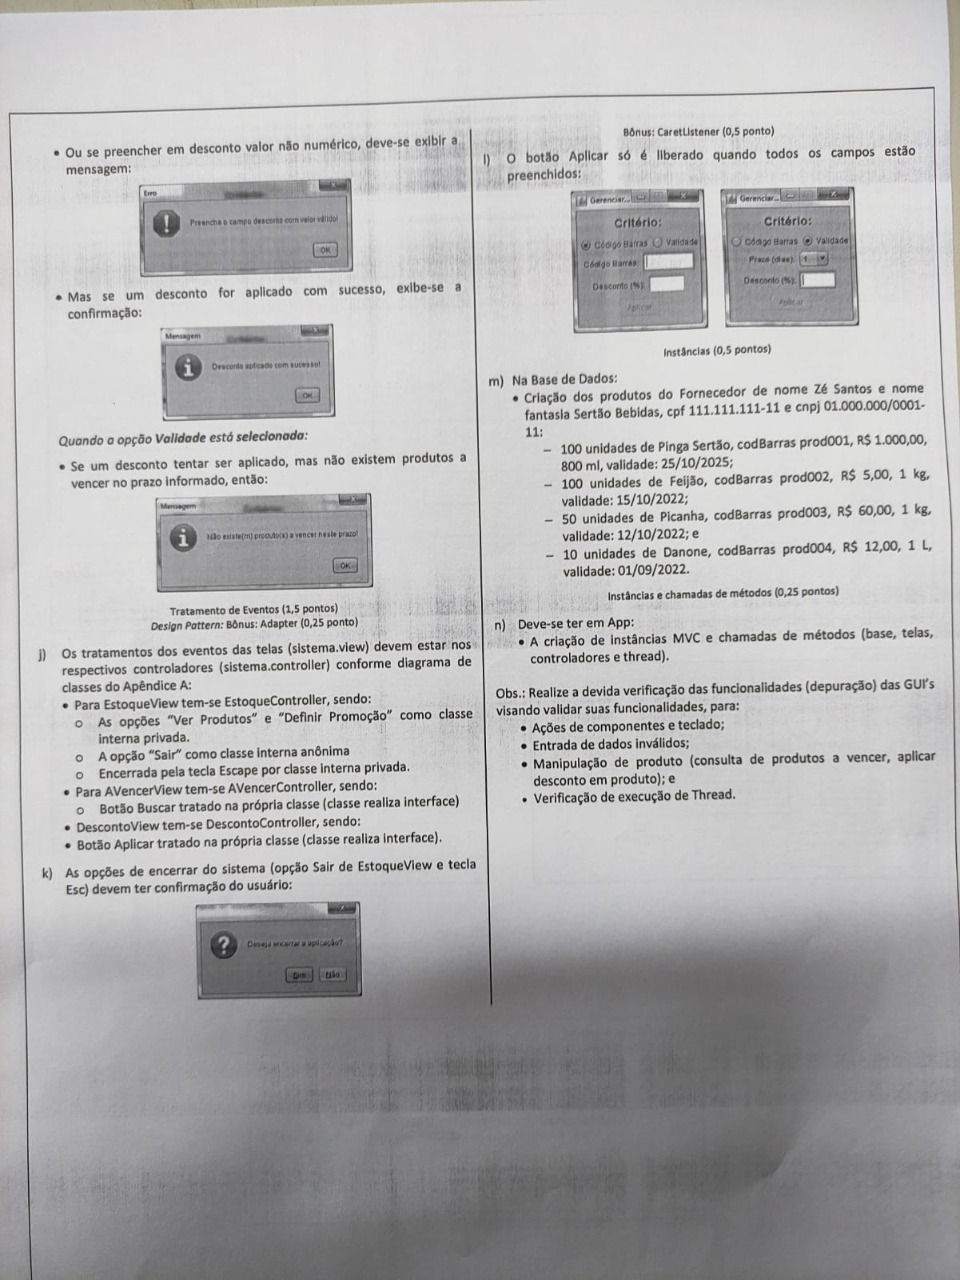 • Ou se preencher em desconto valor não numérico, deve-se exibir a
mensagem:
Erro
Preencha o campo desconto com valor válido!
OK
• Mas se um desconto for aplicado com sucesso, exibe-se a
confirmação:
Mensagem
Desconto aplicado com sucesso!
OK
Quando a opção Validade está selecionada:
• Se um desconto tentar ser aplicado, mas não existem produtos a
vencer no prazo informado, então:
Mensagem
Não existe(m) produto(s) a vencer neste prazo!
OK
Tratamento de Eventos (1,5 pontos)
Design Pattern: Bônus: Adapter (0,25 ponto)
j) Os tratamentos dos eventos das telas (sistema.view) devem estar nos
respectivos controladores (sistema.controller) conforme diagrama de
classes do Apêndice A:
• Para EstoqueView tem-se EstoqueController, sendo:
o As opções "Ver Produtos" e "Definir Promoção" como classe
interna privada.
o A opção "Sair" como classe interna anônima
o Encerrada pela tecla Escape por classe interna privada.
• Para AVencerView tem-se AVencerController, sendo:
o Botão Buscar tratado na própria classe (classe realiza interface)
• DescontoView tem-se DescontoController, sendo:
• Botão Aplicar tratado na própria classe (classe realiza interface).
k) As opções de encerrar do sistema (opção Sair de EstoqueView e tecla
Esc) devem ter confirmação do usuário:
Deseja encerrar a aplicação?
Sim Não
Bônus: CaretListener (0,5 ponto)
l) O botão Aplicar só é liberado quando todos os campos estão
preenchidos:
Gerenciar...
Critério:
Código Barras Validade
Código Barras:
Desconto (%):
Aplicar
Gerenciar...
Critério:
Código Barras Validade
Prazo (dias): 1
Desconto (%):
Aplicar
Instâncias (0,5 pontos)
m) Na Base de Dados:
• Criação dos produtos do Fornecedor de nome Zé Santos e nome
fantasia Sertão Bebidas, cpf 111.111.111-11 e cnpj 01.000.000/0001-
11:
– 100 unidades de Pinga Sertão, codBarras prod001, R$ 1.000,00,
800 ml, validade: 25/10/2025;
– 100 unidades de Feijão, codBarras prod002, R$ 5,00, 1 kg,
validade: 15/10/2022;
– 50 unidades de Picanha, codBarras prod003, R$ 60,00, 1 kg,
validade: 12/10/2022; e
– 10 unidades de Danone, codBarras prod004, R$ 12,00, 1 L,
validade: 01/09/2022.
Instâncias e chamadas de métodos (0,25 pontos)
n) Deve-se ter em App:
• A criação de instâncias MVC e chamadas de métodos (base, telas,
controladores e thread).
Obs.: Realize a devida verificação das funcionalidades (depuração) das GUI's
visando validar suas funcionalidades, para:
• Ações de componentes e teclado;
• Entrada de dados inválidos;
• Manipulação de produto (consulta de produtos a vencer, aplicar
desconto em produto); e
• Verificação de execução de Thread.